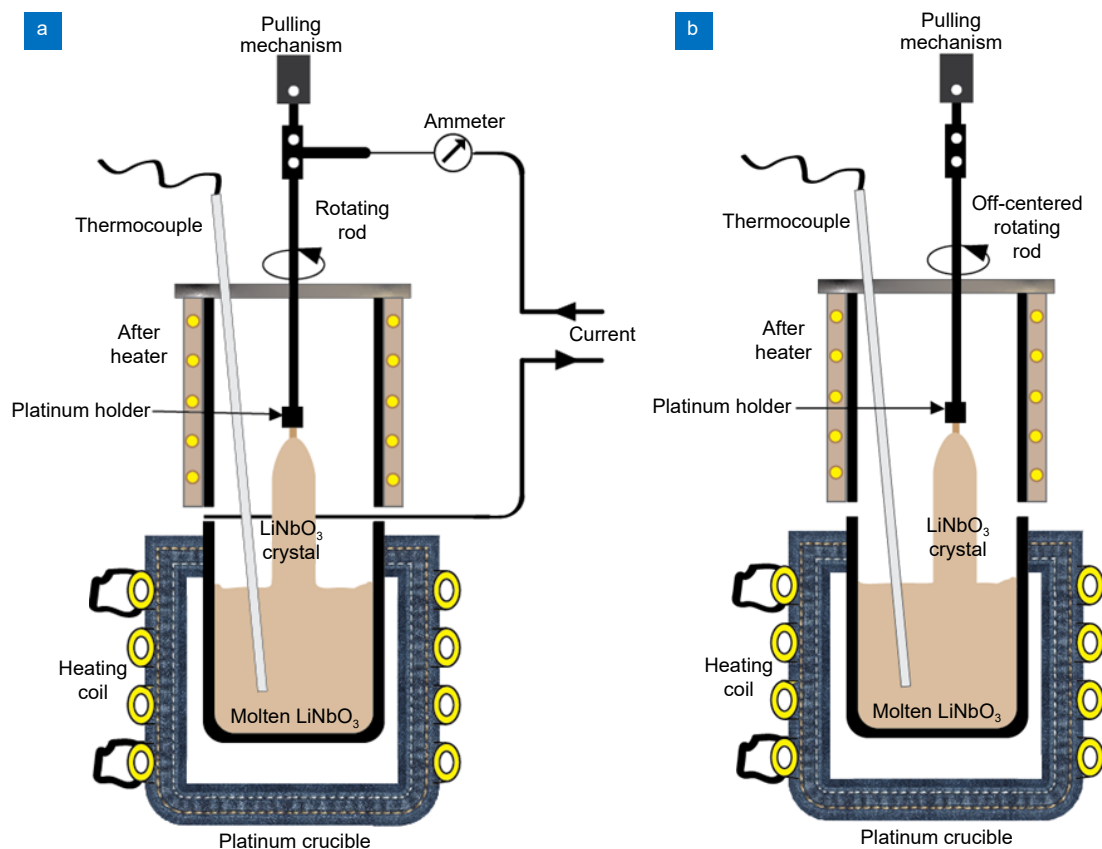 a
Pulling
mechanism
Ammeter
Thermocouple
Rotating
rod
After
heater
Current
Platinum holder
LiNbO₃
crystal
Heating
coil
Molten LiNbO₃
Platinum crucible
b
Pulling
mechanism
Thermocouple
Off-centered
rotating
rod
After
heater
Platinum holder
LiNbO₃
crystal
Heating
coil
Molten LiNbO₃
Platinum crucible